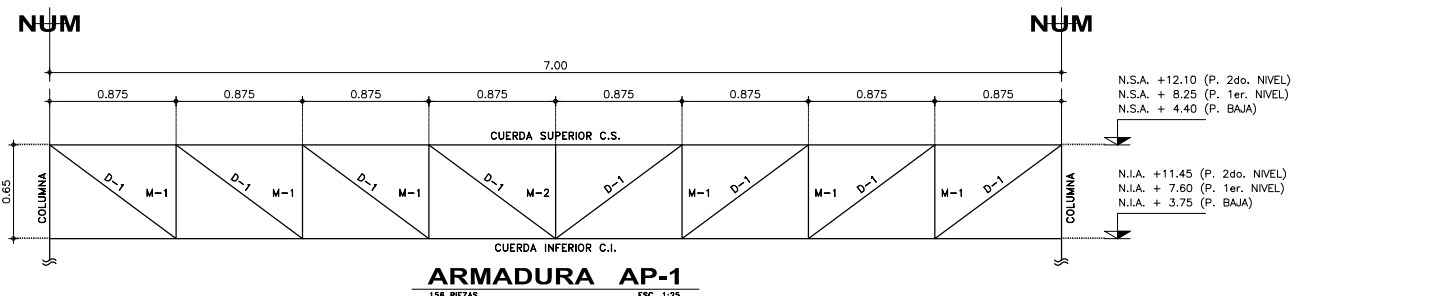 NUM NUM
7.00
0.875 0.875 0.875 0.875 0.875 0.875 0.875 0.875
N.S.A. +12.10 (P. 2do. NIVEL)
N.S.A. + 8.25 (P. 1er. NIVEL)
N.S.A. + 4.40 (P. BAJA)
CUERDA SUPERIOR C.S.
0.65
COLUMNA
D-1 M-1 D-1 M-1 D-1 M-1 D-1 M-2 D-1 M-1 D-1 M-1 D-1 M-1 D-1
COLUMNA
N.I.A. +11.45 (P. 2do. NIVEL)
N.I.A. + 7.60 (P. 1er. NIVEL)
N.I.A. + 3.75 (P. BAJA)
CUERDA INFERIOR C.I.
ARMADURA AP-1
156 PIEZAS ESC. 1:25